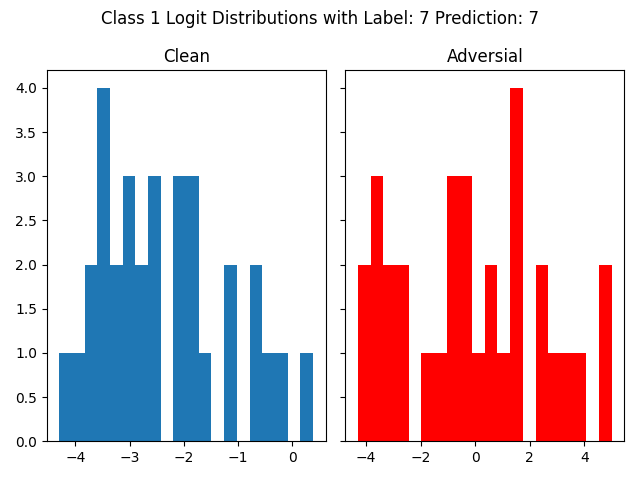 Class 1 Logit Distributions with Label: 7 Prediction: 7
Clean
Adversial
4.0
3.5
3.0
2.5
2.0
1.5
1.0
0.5
0.0
−4 −3 −2 −1 0
−4 −2 0 2 4